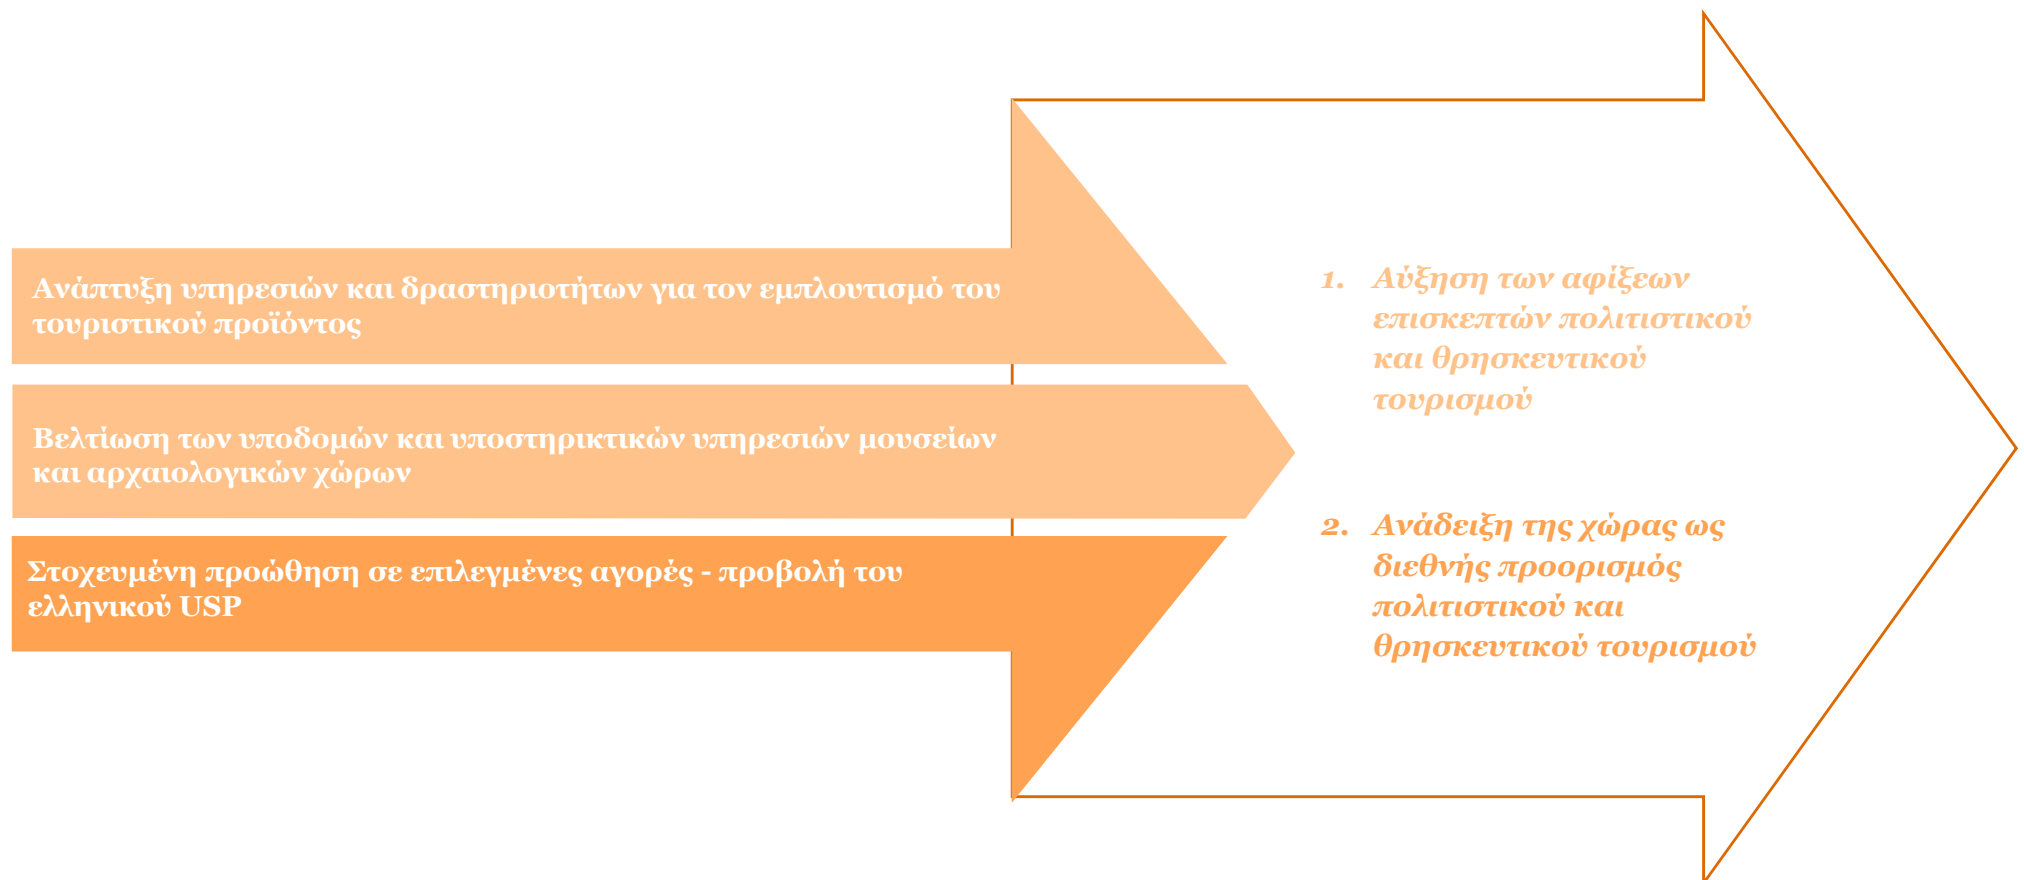 Ανάπτυξη υπηρεσιών και δραστηριοτήτων για τον εμπλουτισμό του
τουριστικού προϊόντος
Βελτίωση των υποδομών και υποστηρικτικών υπηρεσιών μουσείων
και αρχαιολογικών χώρων
Στοχευμένη προώθηση σε επιλεγμένες αγορές - προβολή του
ελληνικού USP
1. Αύξηση των αφίξεων
επισκεπτών πολιτιστικού
και θρησκευτικού
τουρισμού
2. Ανάδειξη της χώρας ως
διεθνής προορισμός
πολιτιστικού και
θρησκευτικού τουρισμού